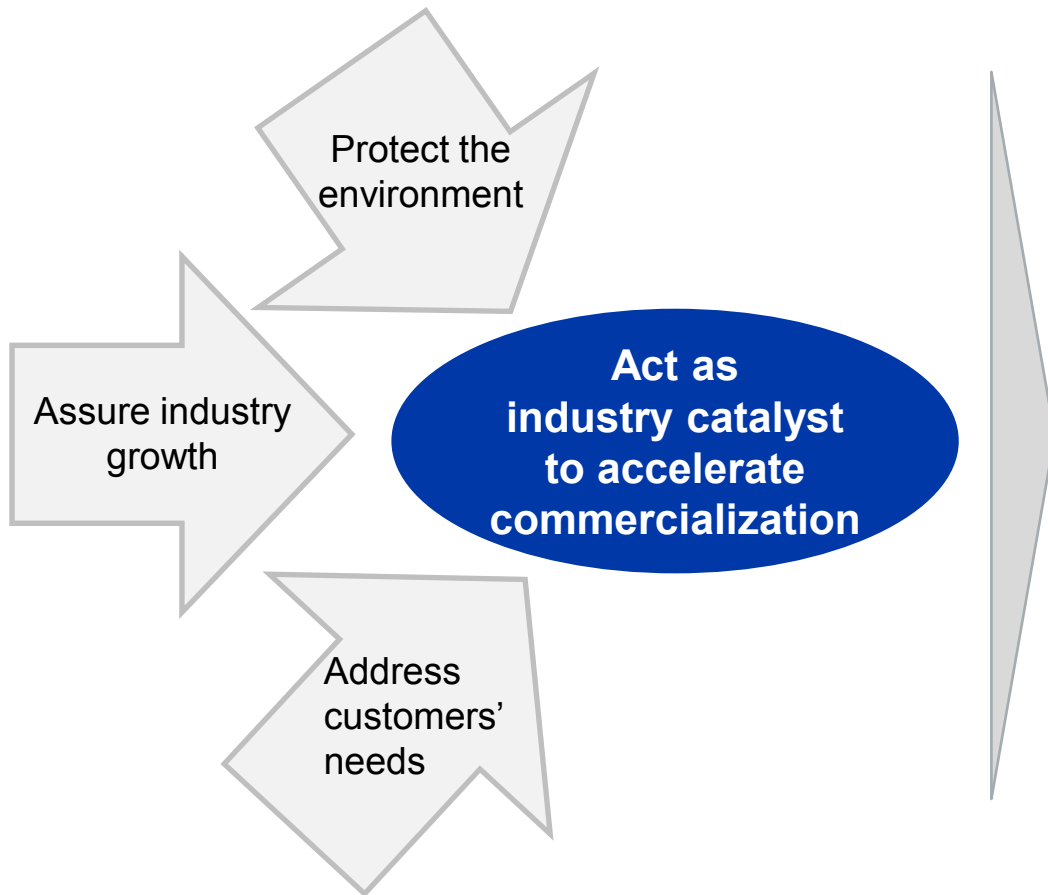 Protect the
environment
Assure industry
growth
Act as
industry catalyst
to accelerate
commercialization
Address
customers’
needs